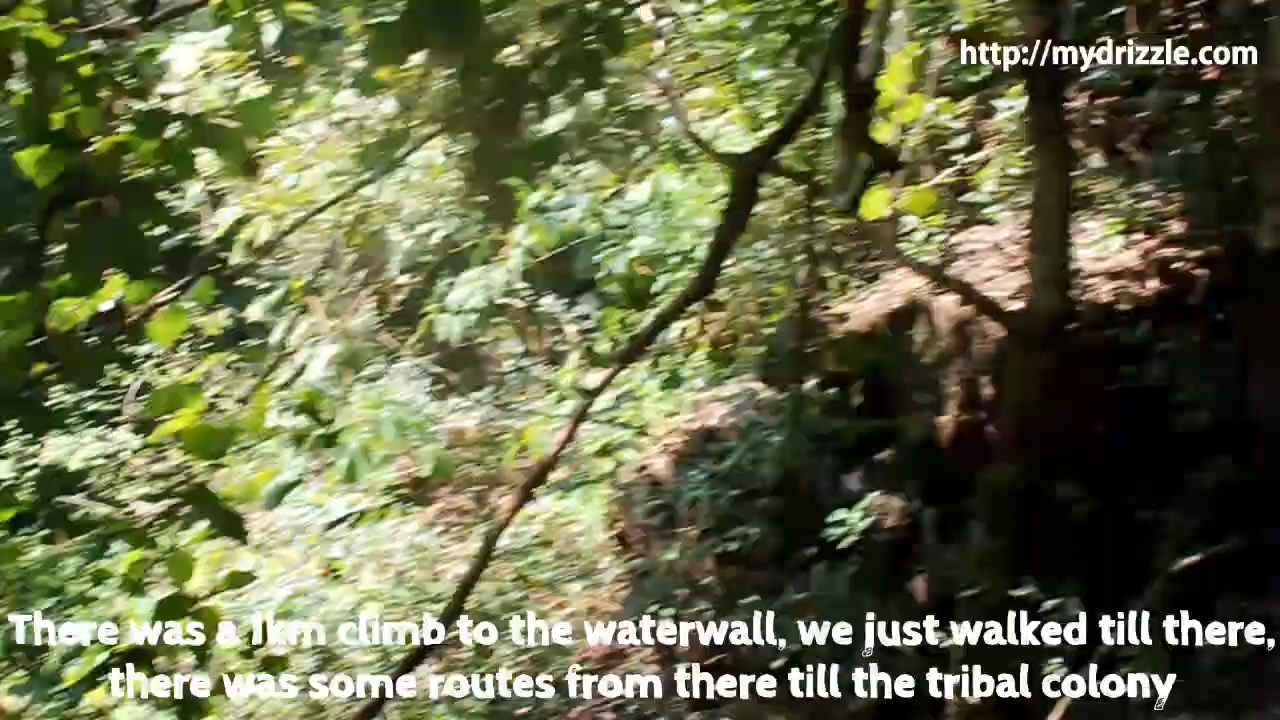 http://mydrizzle.com
There was a 1km climb to the waterwall, we just walked till there,
there was some routes from there till the tribal colony